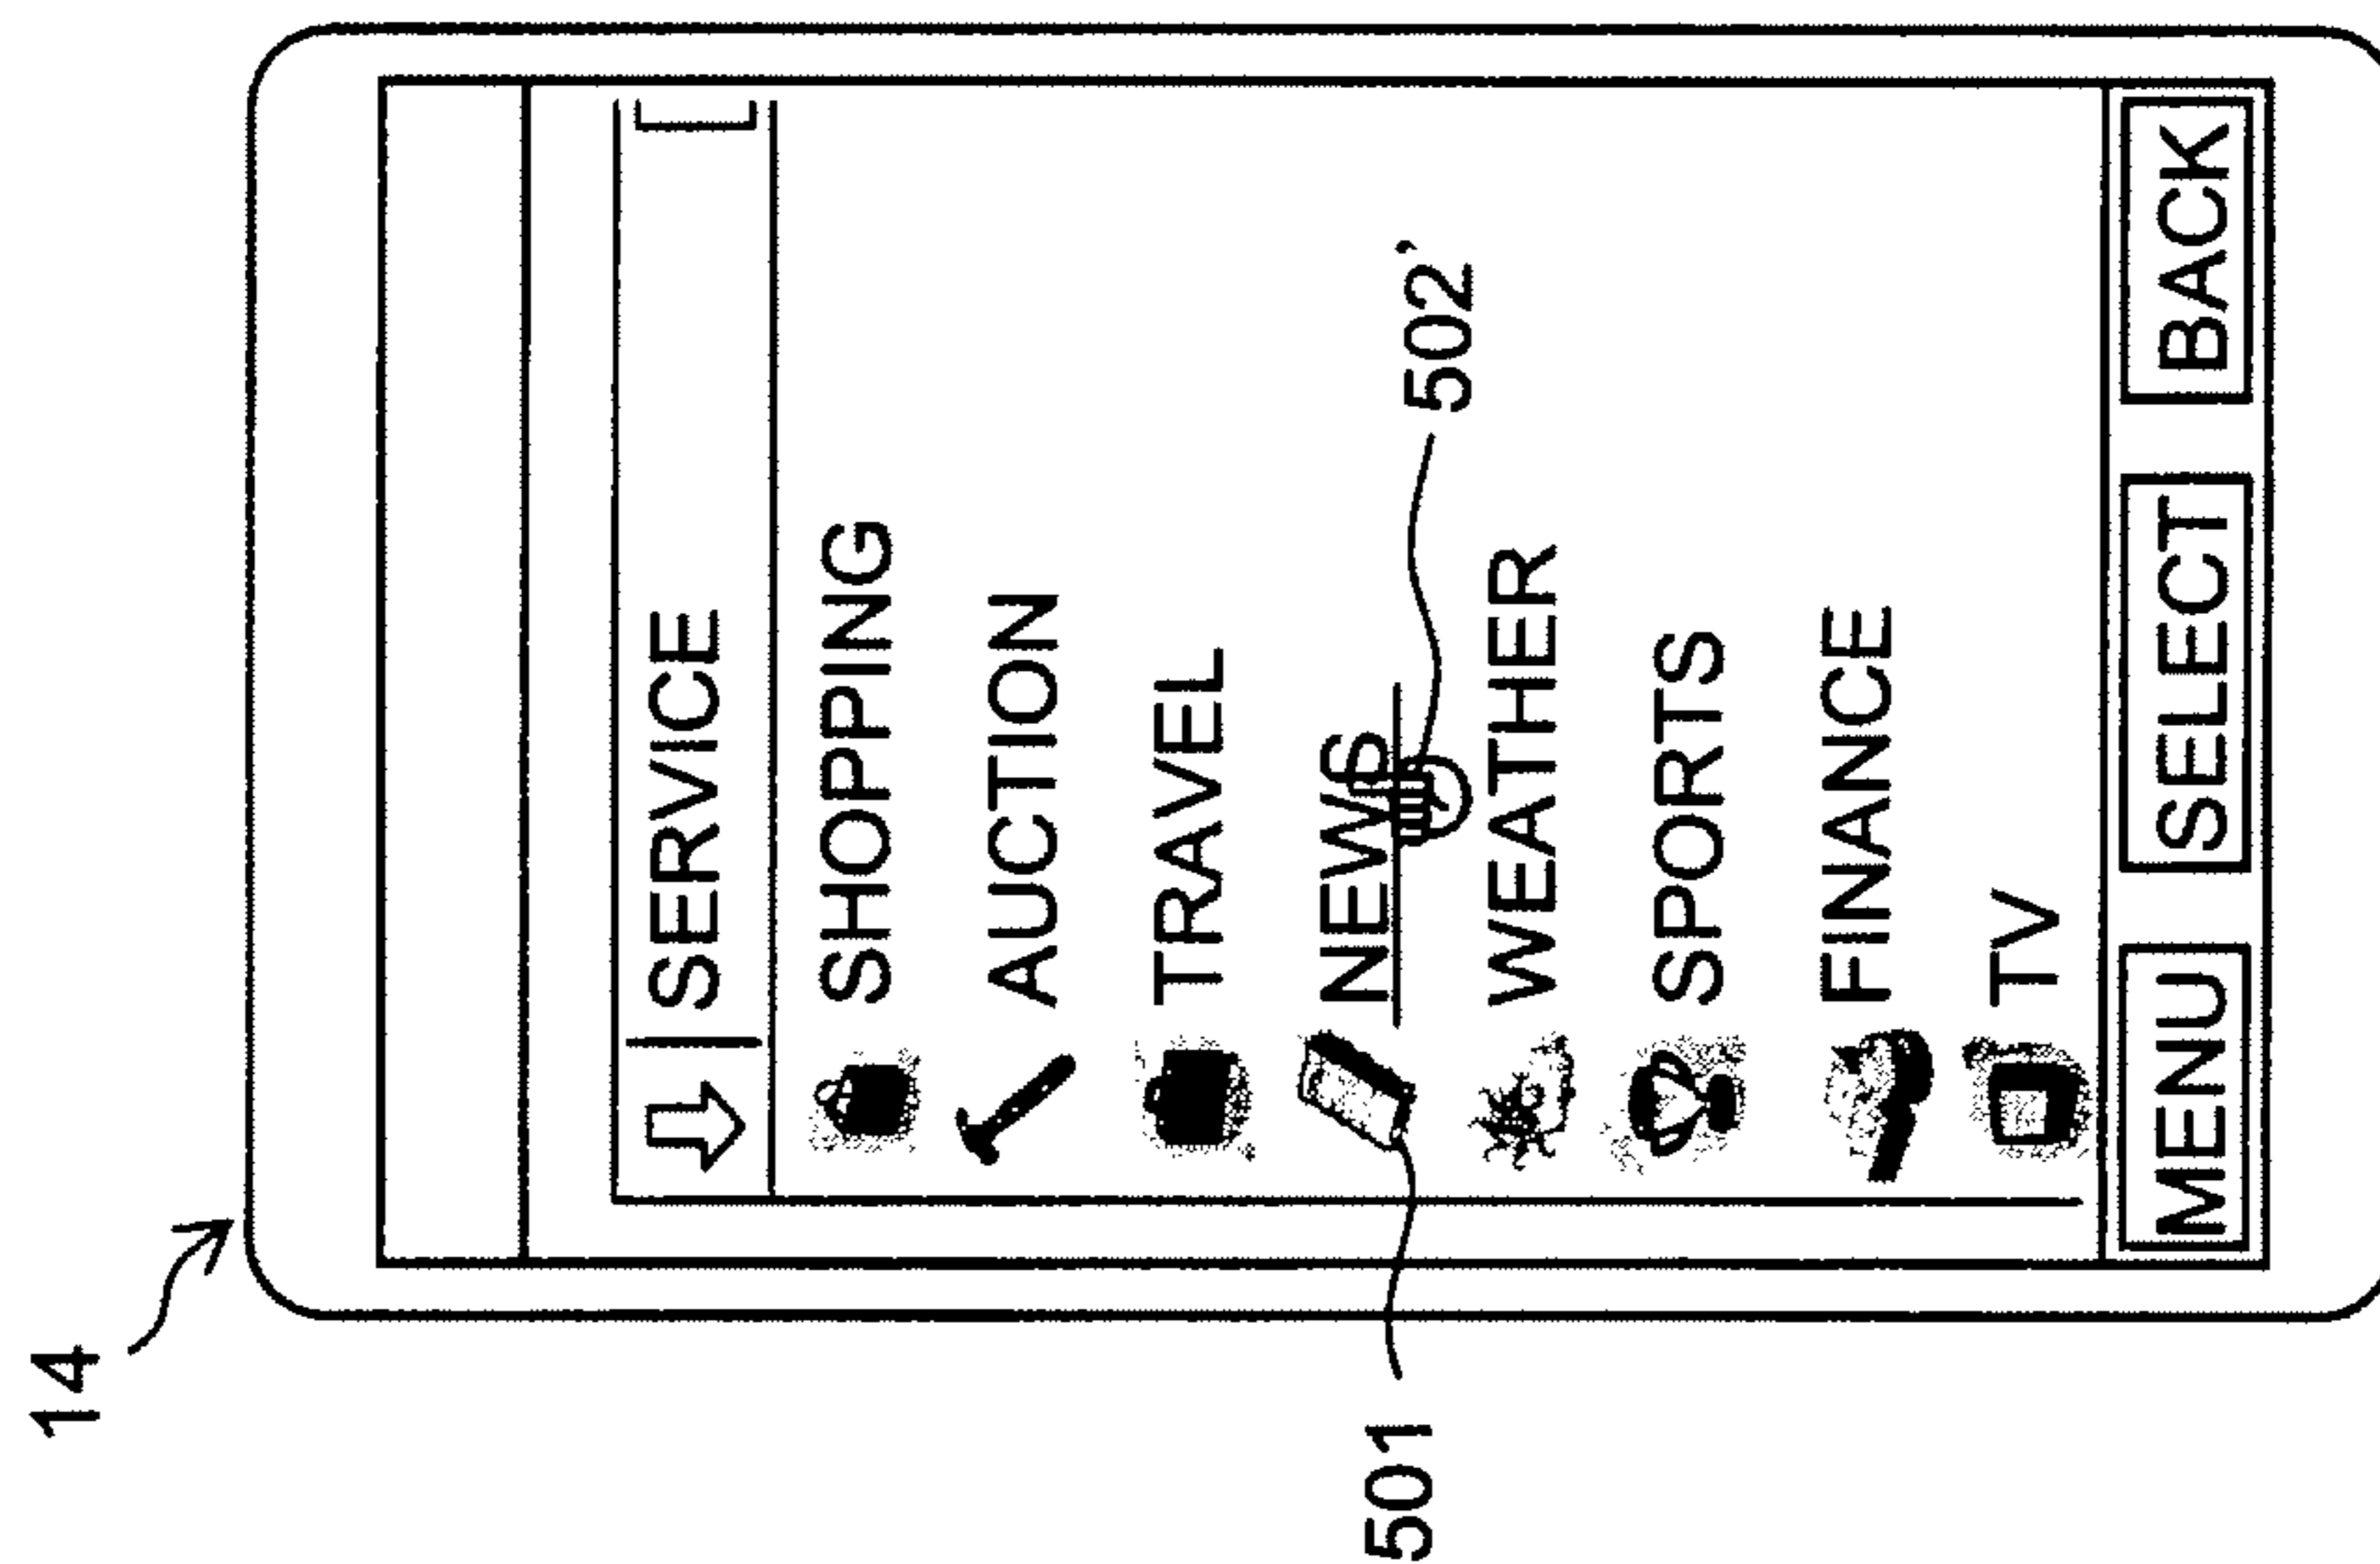 14
SERVICE
SHOPPING
AUCTION
TRAVEL
NEWS
502'
501
WEATHER
SPORTS
FINANCE
TV
MENU SELECT BACK